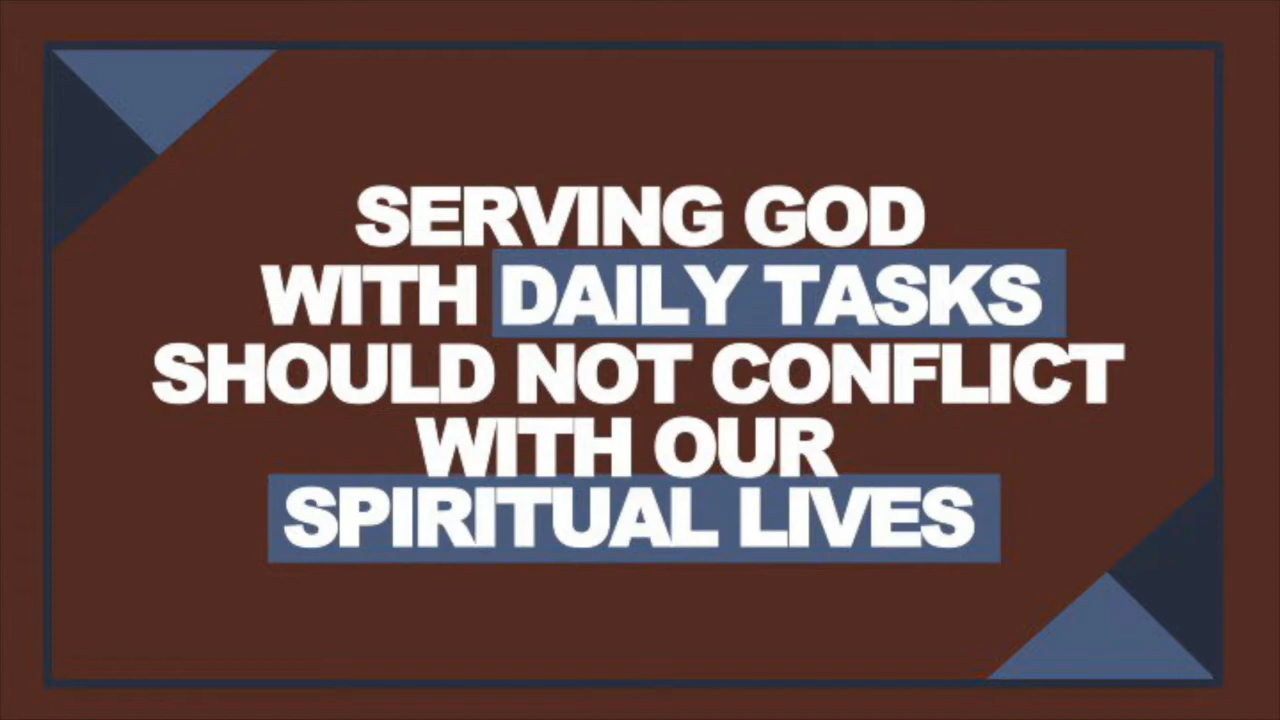 SERVING GOD
WITH DAILY TASKS
SHOULD NOT CONFLICT
WITH OUR
SPIRITUAL LIVES